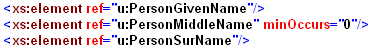 <xs:element ref="u:PersonGivenName"/>
<xs:element ref="u:PersonMiddleName" minOccurs="0"/>
<xs:element ref="u:PersonSurName"/>